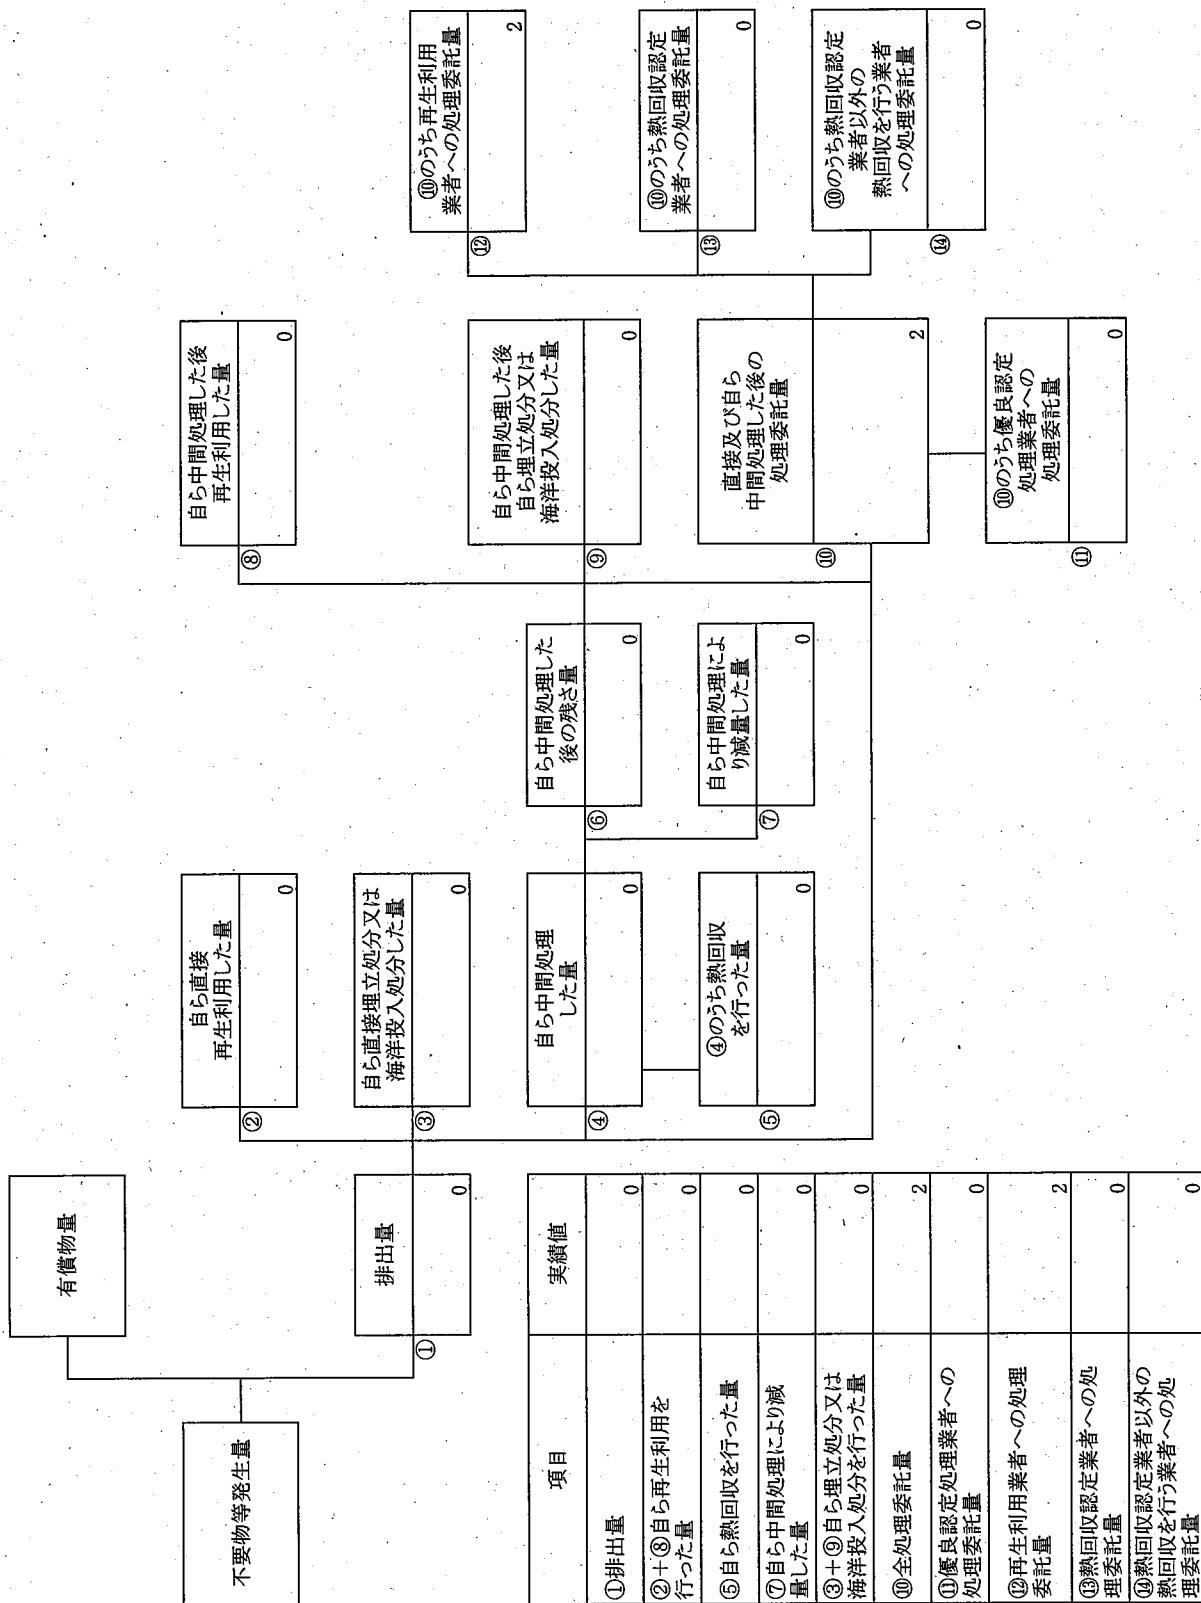 不要物等発生量
有償物量
排出量
①
0
自ら直接
再生利用した量
②
0
自ら直接埋立処分又は
海洋投入処分した量
③
0
自ら中間処理
した量
④
0
④のうち熱回収
を行った量
⑤
0
自ら中間処理した
後の残さ量
⑥
0
自ら中間処理によ
り減量した量
⑦
0
自ら中間処理した後
再生利用した量
⑧
0
自ら中間処理した後
自ら埋立処分又は
海洋投入処分した量
⑨
0
直接及び自ら
中間処理した後の
処理委託量
⑩
2
⑩のうち優良認定
処理業者への
処理委託量
⑪
0
⑩のうち再生利用
業者への処理委託量
⑫
2
⑩のうち熱回収認定
業者への処理委託量
⑬
0
⑩のうち熱回収認定
業者以外の
熱回収を行う業者
への処理委託量
⑭
0
項目 実績値
①排出量 0
②+⑧自ら再生利用を
行った量 0
⑤自ら熱回収を行った量 0
⑦自ら中間処理により減
量した量 0
③+⑨自ら埋立処分又は
海洋投入処分を行った量 0
⑩全処理委託量 2
⑪優良認定処理業者への
処理委託量 0
⑫再生利用業者への処理
委託量 2
⑬熱回収認定業者への処
理委託量 0
⑭熱回収認定業者以外の
熱回収を行う業者への処
理委託量 0